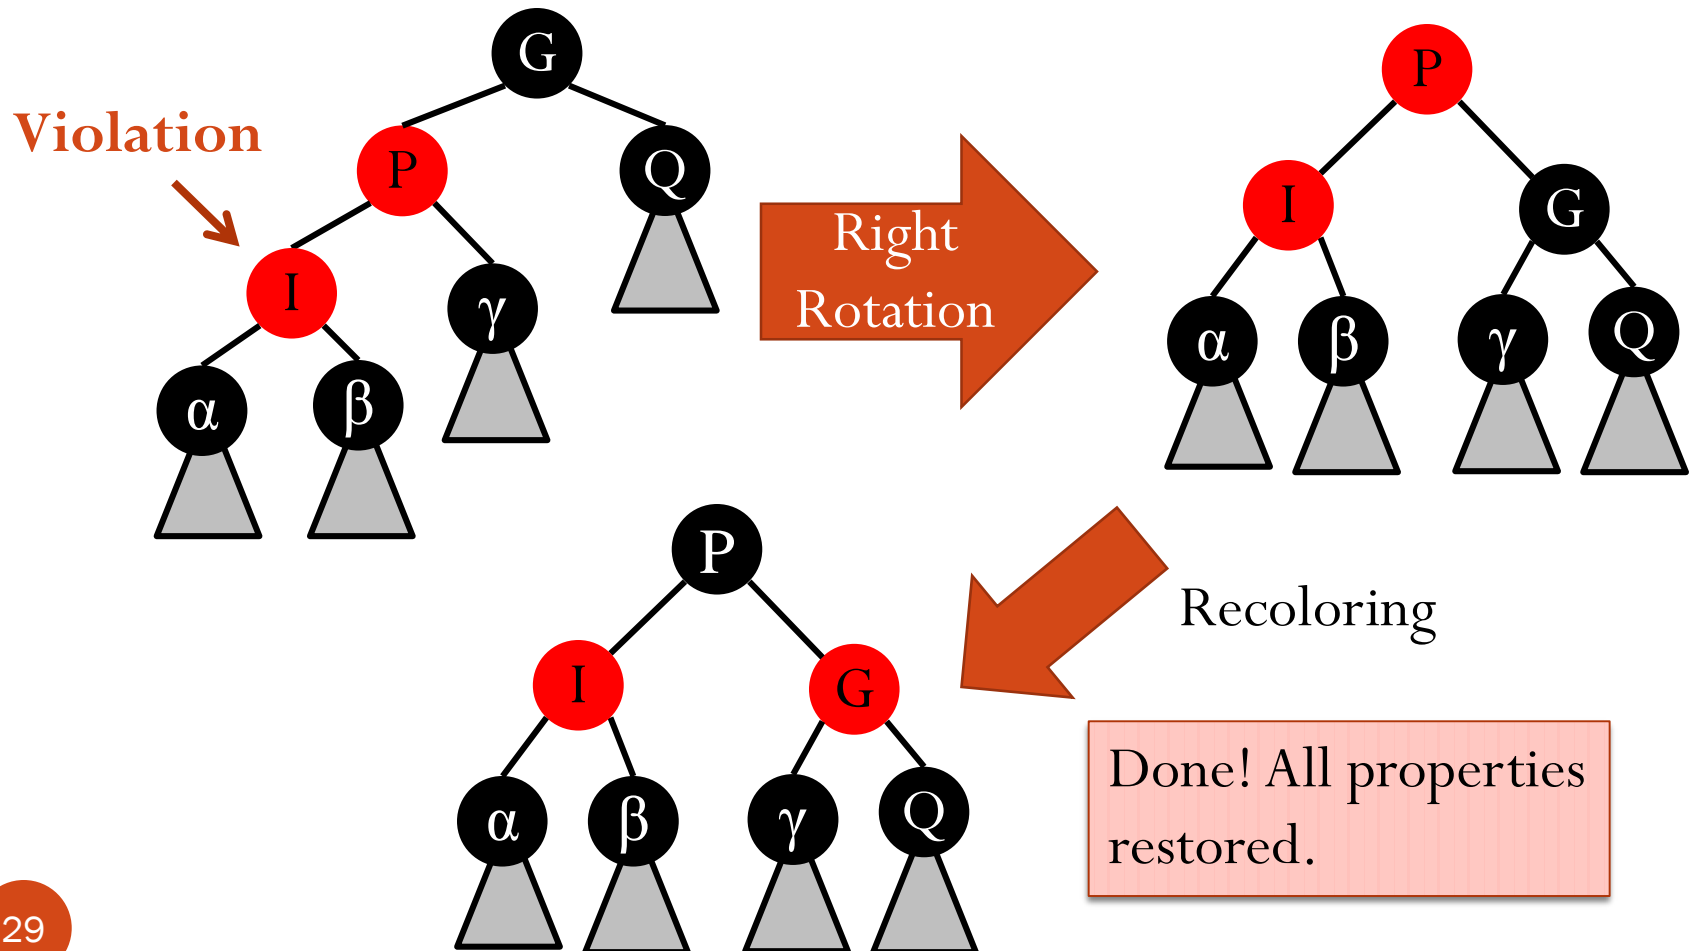 G
Violation
P
Q
I
γ
α
β
Right
Rotation
P
I
G
α
β
γ
Q
Recoloring
P
I
G
α
β
γ
Q
Done! All properties
restored.
29